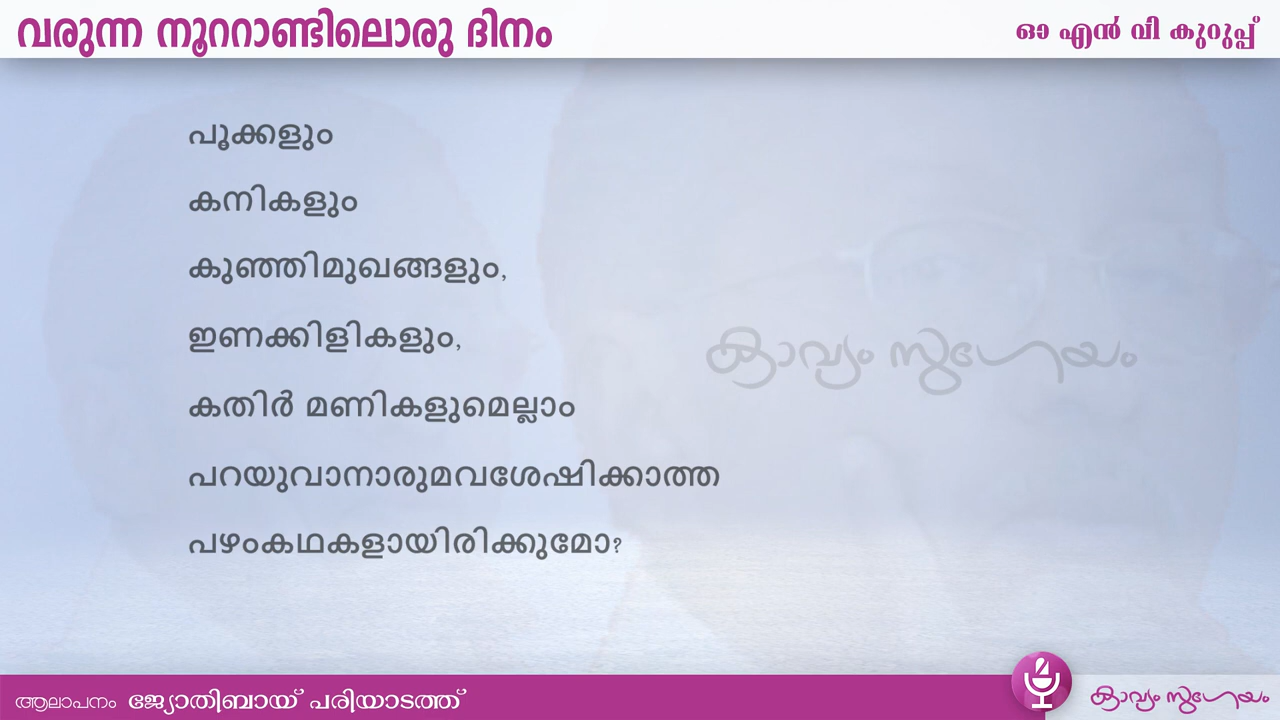 വരുന്ന നൂററാണ്ടിലൊരു ദിനം
ഓ എൻ വി കുറുപ്പ്
പൂക്കളും
കനികളും
കുഞ്ഞിമുഖങ്ങളും,
ഇണക്കിളികളും,
കതിർ മണികളുമെല്ലാം
പറയുവാനാരുമവശേഷിക്കാത്ത
പഴംകഥകളായിരിക്കുമോ?
കാവ്യം സുഗേയം
ആലാപനം ജ്യോതിബായ് പരിയാടത്ത്
കാവ്യം സുഗേയം